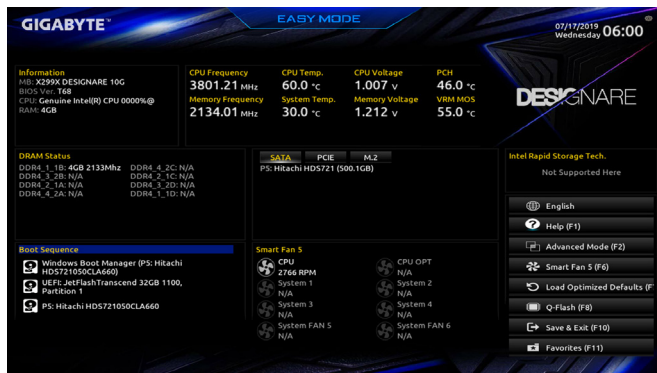 GIGABYTE™
EASY MODE
07/17/2019
Wednesday 06:00
Information
MB: X299X DESIGNARE 10G
BIOS Ver. T68
CPU: Genuine Intel(R) CPU 0000%@
RAM: 4GB
CPU Frequency
3801.21 MHz
CPU Temp.
60.0 °C
CPU Voltage
1.007 V
PCH
46.0 °C
Memory Frequency
2134.01 MHz
System Temp.
30.0 °C
Memory Voltage
1.212 V
VRM MOS
55.0 °C
DESIGNARE
DRAM Status
DDR4_1_1B: 4GB 2133Mhz DDR4_4_2C: N/A
DDR4_3_2B: N/A DDR4_2_1C: N/A
DDR4_2_1A: N/A DDR4_3_2D: N/A
DDR4_4_2A: N/A DDR4_1_1D: N/A
SATA PCIE M.2
P5: Hitachi HDS721 (500.1GB)
Intel Rapid Storage Tech.
Not Supported Here
Boot Sequence
Windows Boot Manager (P5: Hitachi
HDS721050CLA660)
UEFI: JetFlashTranscend 32GB 1100,
Partition 1
P5: Hitachi HDS721050CLA660
Smart Fan 5
CPU
2766 RPM
CPU OPT
N/A
System 1
N/A
System 2
N/A
System 3
N/A
System 4
N/A
System FAN 5
N/A
System FAN 6
N/A
English
Help (F1)
Advanced Mode (F2)
Smart Fan 5 (F6)
Load Optimized Defaults (F
Q-Flash (F8)
Save & Exit (F10)
Favorites (F11)